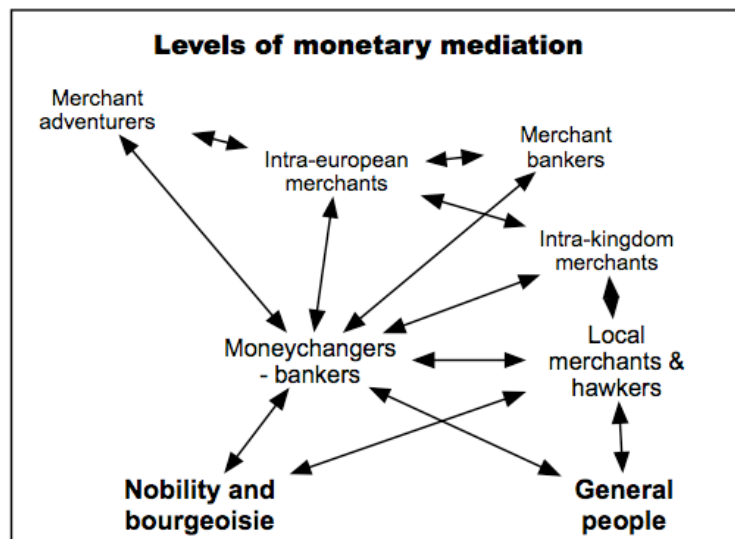 Levels of monetary mediation
Merchant
adventurers
Intra-european
merchants
Merchant
bankers
Intra-kingdom
merchants
Moneychangers
- bankers
Local
merchants &
hawkers
Nobility and
bourgeoisie
General
people